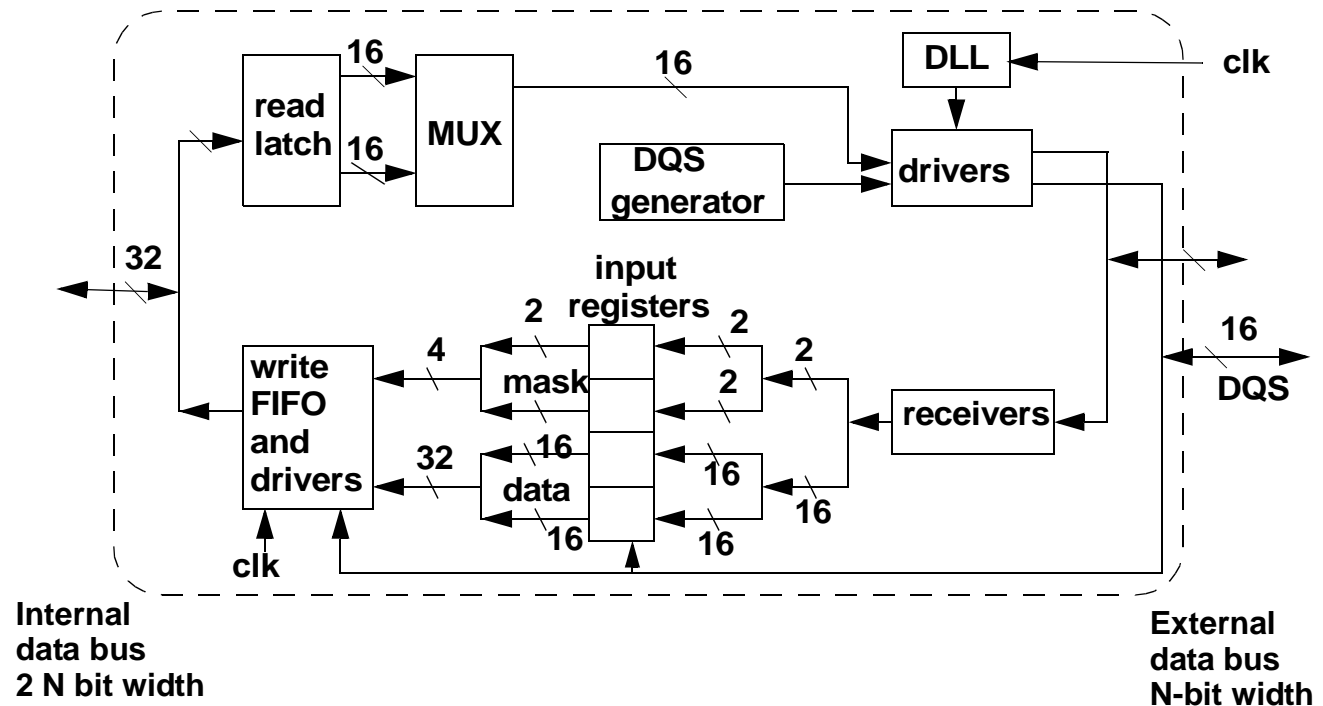 16
16
DLL
clk
read
latch
MUX
16
DQS
generator
drivers
32
input
registers
2
2
2
16
DQS
4
mask
2
receivers
write
FIFO
and
drivers
32
16
data
16
16
16
16
clk
Internal
data bus
2 N bit width
External
data bus
N-bit width